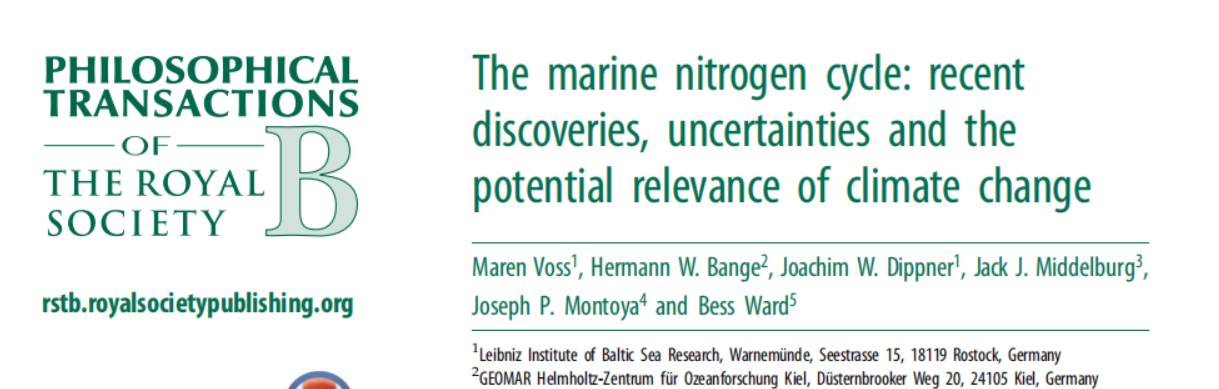 PHILOSOPHICAL
TRANSACTIONS
OF
THE ROYAL
SOCIETY
B
rstb.royalsocietypublishing.org
The marine nitrogen cycle: recent
discoveries, uncertainties and the
potential relevance of climate change
Maren Voss¹, Hermann W. Bange², Joachim W. Dippner¹, Jack J. Middelburg³,
Joseph P. Montoya⁴ and Bess Ward⁵
¹Leibniz Institute of Baltic Sea Research, Warnemünde, Seestrasse 15, 18119 Rostock, Germany
²GEOMAR Helmholtz-Zentrum für Ozeanforschung Kiel, Düsternbrooker Weg 20, 24105 Kiel, Germany